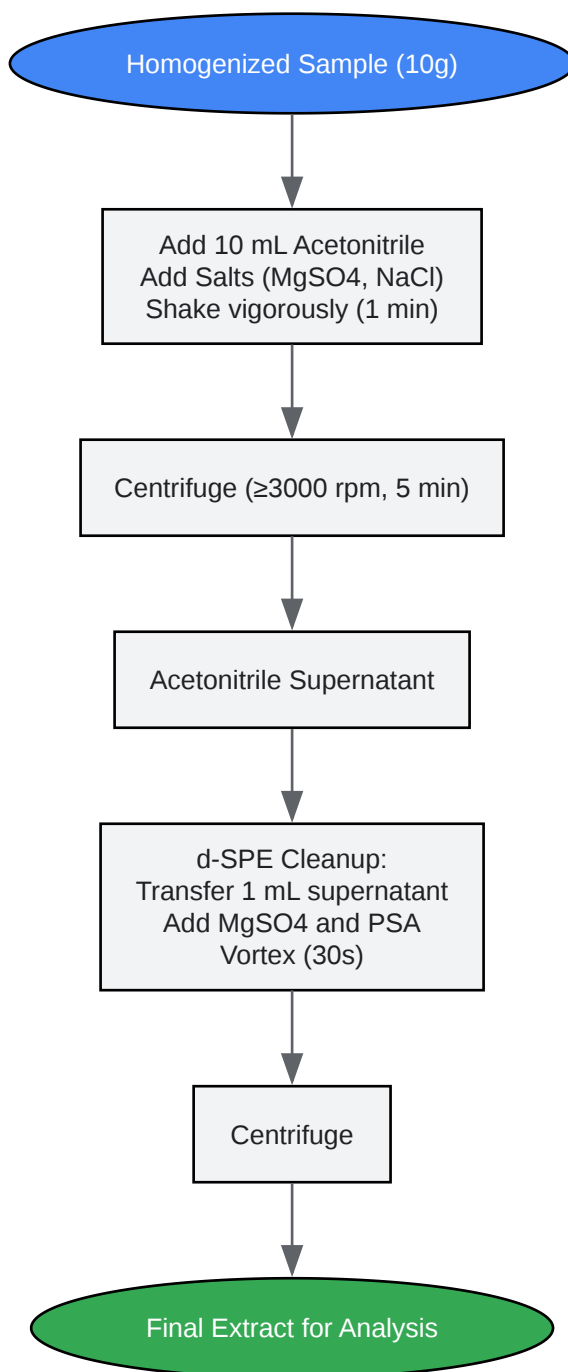 Homogenized Sample (10g)
Add 10 mL Acetonitrile
Add Salts (MgSO4, NaCl)
Shake vigorously (1 min)
Centrifuge (≥3000 rpm, 5 min)
Acetonitrile Supernatant
d-SPE Cleanup:
Transfer 1 mL supernatant
Add MgSO4 and PSA
Vortex (30s)
Centrifuge
Final Extract for Analysis